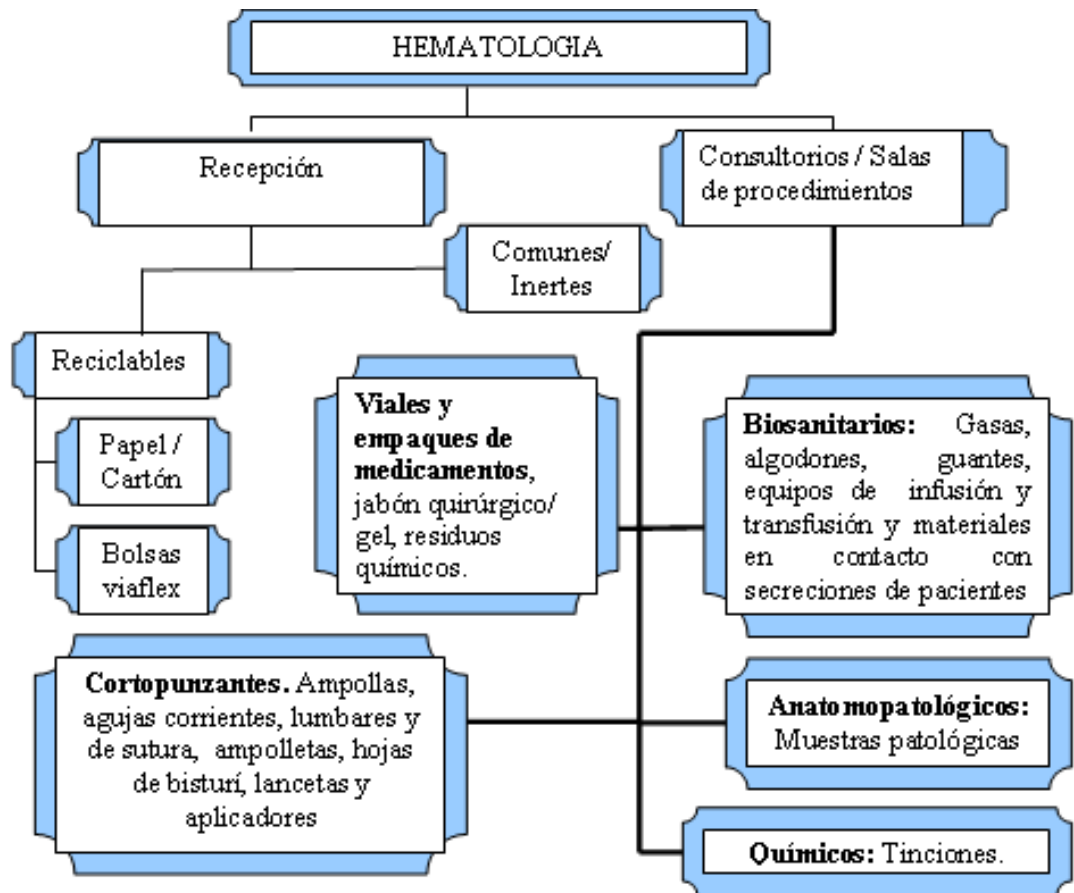 HEMATOLOGIA
Recepción
Consultorios / Salas
de procedimientos
Comunes/
Inertes
Reciclables
Papel /
Cartón
Bolsas
viaflex
Viales y
empaques de
medicamentos,
jabón quirúrgico/
gel, residuos
químicos.
Biosanitarios: Gasas,
algodones, guantes,
equipos de infusión y
transfusión y materiales
en contacto con
secreciones de pacientes
Cortopunzantes. Ampollas,
agujas corrientes, lumbares y
de sutura, ampolletas, hojas
de bisturí, lancetas y
aplicadores
Anatomopatológicos:
Muestras patológicas
Químicos: Tinciones.